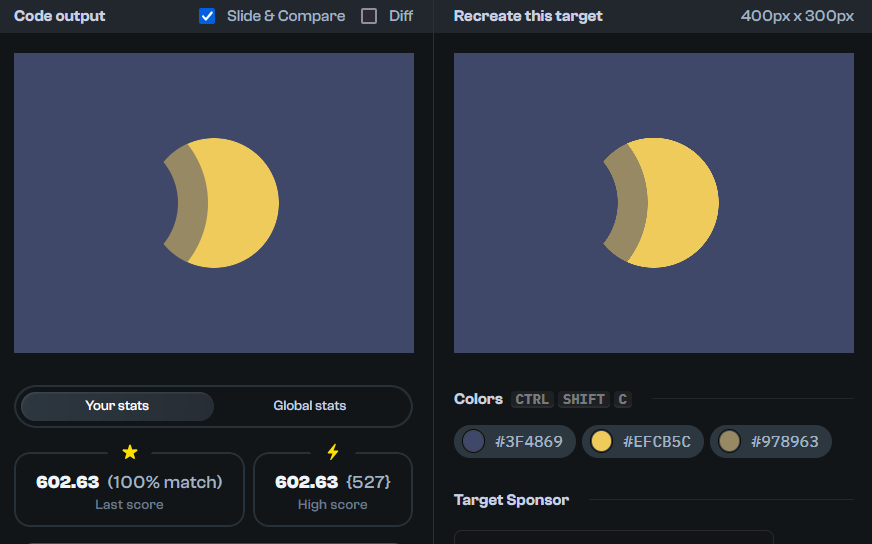 Code output Slide & Compare Diff
Recreate this target 400px x 300px
Your stats Global stats
602.63 (100% match)
Last score
602.63 {527}
High score
Colors CTRL SHIFT C
#3F4869 #EFCB5C #978963
Target Sponsor